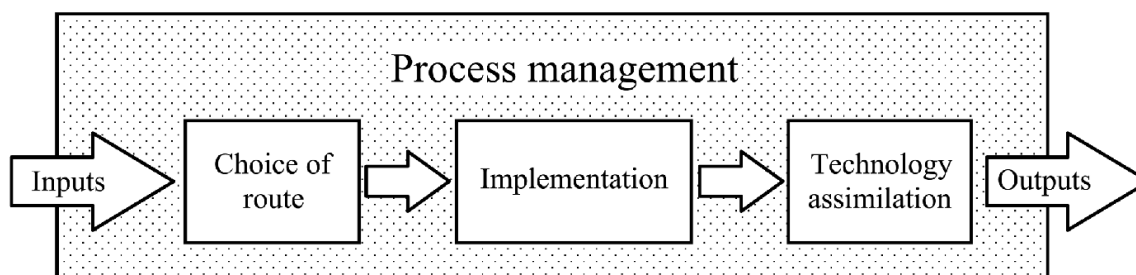 Process management
Inputs
Choice of
route
Implementation
Technology
assimilation
Outputs